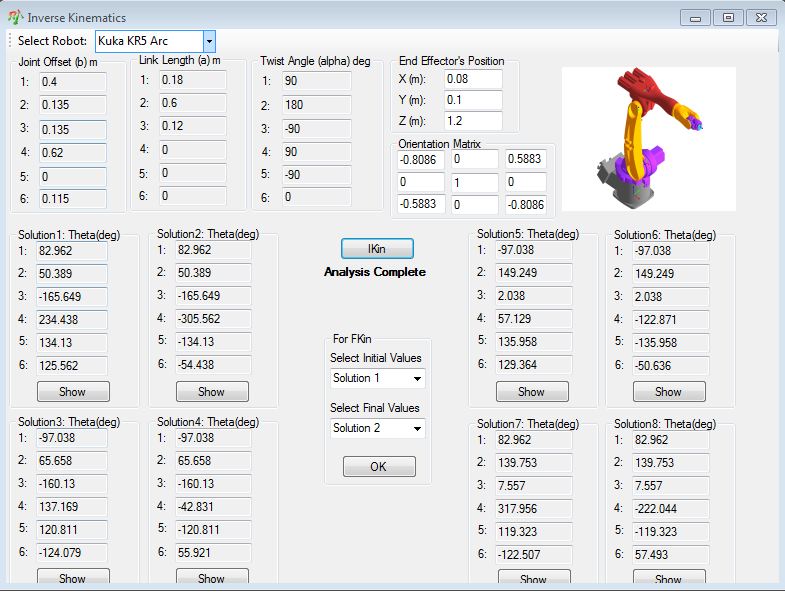 Inverse Kinematics
Select Robot: Kuka KR5 Arc
Joint Offset (b) m
1: 0.4
2: 0.135
3: 0.135
4: 0.62
5: 0
6: 0.115
Link Length (a) m
1: 0.18
2: 0.6
3: 0.12
4: 0
5: 0
6: 0
Twist Angle (alpha) deg
1: 90
2: 180
3: -90
4: 90
5: -90
6: 0
End Effector's Position
X (m): 0.08
Y (m): 0.1
Z (m): 1.2
Orientation Matrix
-0.8086 0 0.5883
0 1 0
-0.5883 0 -0.8086
Solution1: Theta(deg)
1: 82.962
2: 50.389
3: -165.649
4: 234.438
5: 134.13
6: 125.562
Show
Solution2: Theta(deg)
1: 82.962
2: 50.389
3: -165.649
4: -305.562
5: -134.13
6: -54.438
Show
IKin
Analysis Complete
For FKin
Select Initial Values
Solution 1
Select Final Values
Solution 2
OK
Solution5: Theta(deg)
1: -97.038
2: 149.249
3: 2.038
4: 57.129
5: 135.958
6: 129.364
Show
Solution6: Theta(deg)
1: -97.038
2: 149.249
3: 2.038
4: -122.871
5: -135.958
6: -50.636
Show
Solution3: Theta(deg)
1: -97.038
2: 65.658
3: -160.13
4: 137.169
5: 120.811
6: -124.079
Show
Solution4: Theta(deg)
1: -97.038
2: 65.658
3: -160.13
4: -42.831
5: -120.811
6: 55.921
Show
Solution7: Theta(deg)
1: 82.962
2: 139.753
3: 7.557
4: 317.956
5: 119.323
6: -122.507
Show
Solution8: Theta(deg)
1: 82.962
2: 139.753
3: 7.557
4: -222.044
5: -119.323
6: 57.493
Show